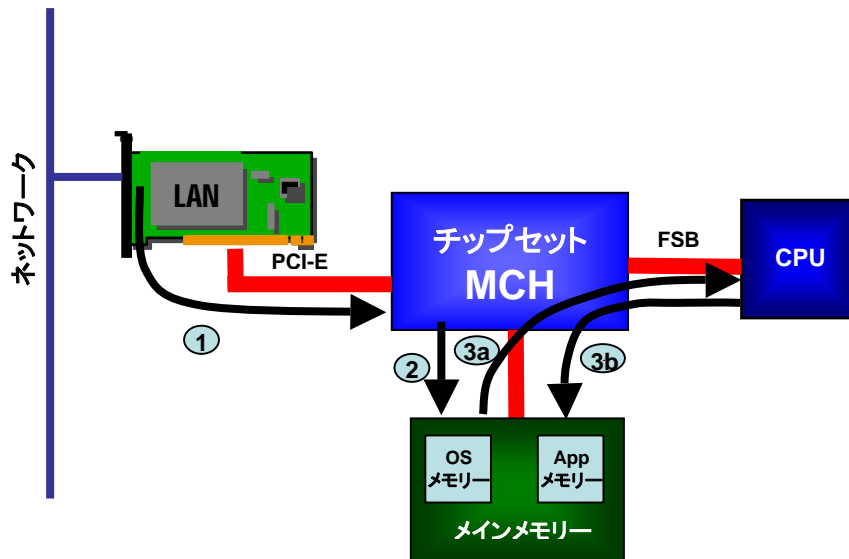 ネットワーク
LAN
PCI-E
チップセット
MCH
FSB
CPU
1
2
3a
3b
OS
メモリー
App
メモリー
メインメモリー